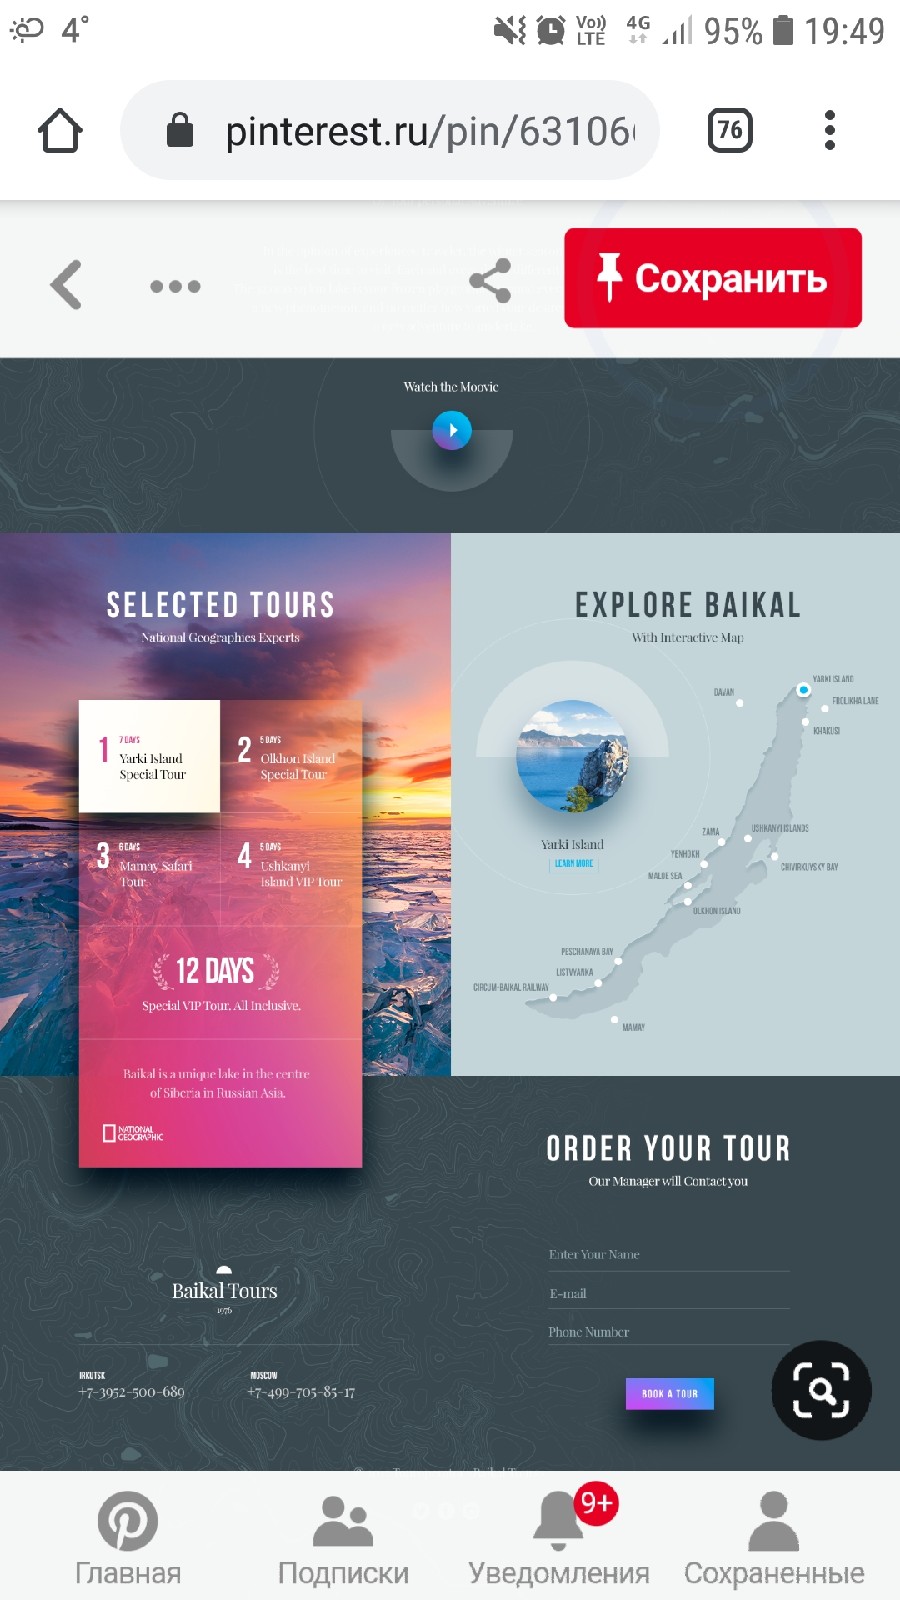 4°
Vo))
LTE
4G
95%
19:49
pinterest.ru/pin/63106
76
Сохранить
Watch the Moovie
SELECTED TOURS
National Geographics Experts
1
7 DAYS
Yarki Island
Special Tour
2
5 DAYS
Olkhon Island
Special Tour
3
6 DAYS
Mamay Safari
Tour
4
5 DAYS
Ushkanyi
Island VIP Tour
12 DAYS
Special VIP Tour. All Inclusive.
Baikal is a unique lake in the centre
of Siberia in Russian Asia.
NATIONAL
GEOGRAPHIC
EXPLORE BAIKAL
With Interactive Map
YARKI ISLAND
DAVAN
FROLIKHA LANE
KHAKUSI
Yarki Island
LEARN MORE
ZAMA
USHKANYI ISLANDS
YENHOKH
CHIVIRKUYSKY BAY
MALOE SEA
OLKHON ISLAND
PESCHANAYA BAY
LISTVYANKA
CIRCUM-BAIKAL RAILWAY
MAMAY
ORDER YOUR TOUR
Our Manager will Contact you
Enter Your Name
E-mail
Phone Number
BOOK A TOUR
Baikal Tours
1976
IRKUTSK
+7-3952-500-689
MOSCOW
+7-499-705-85-17
9+
Главная
Подписки
Уведомления
Сохраненные